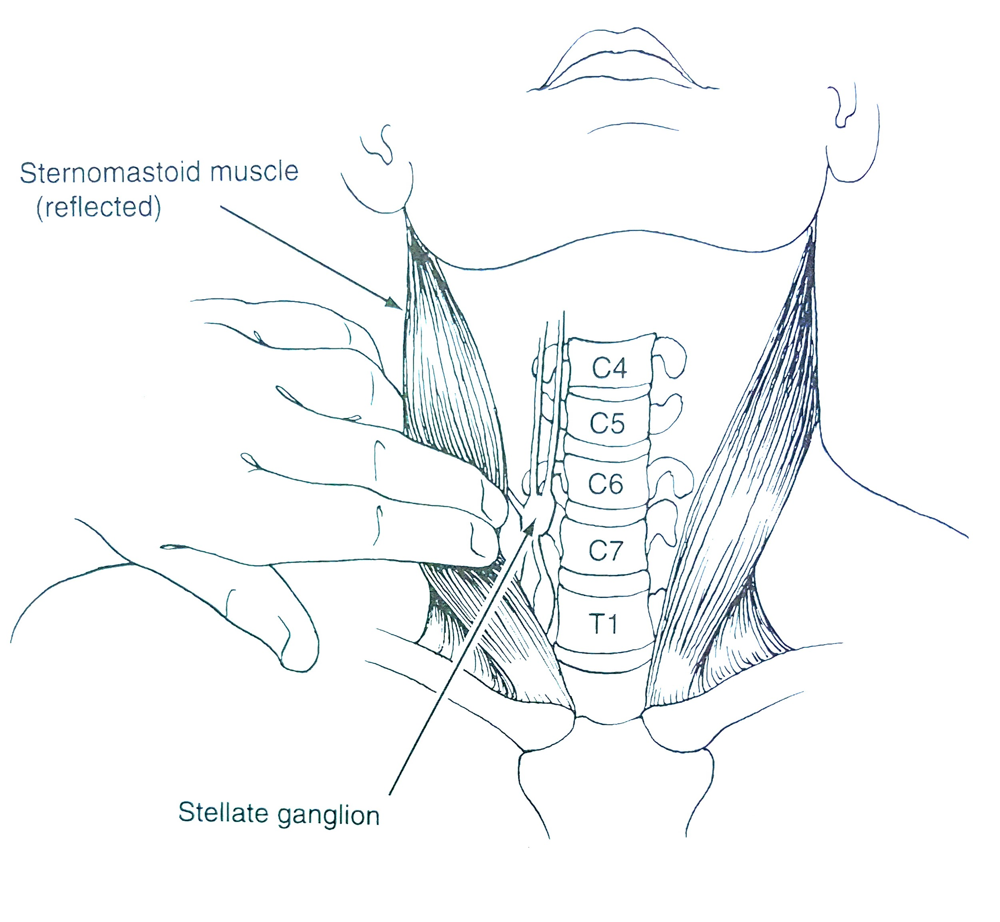 Sternomastoid muscle
(reflected)
C4
C5
C6
C7
T1
Stellate ganglion